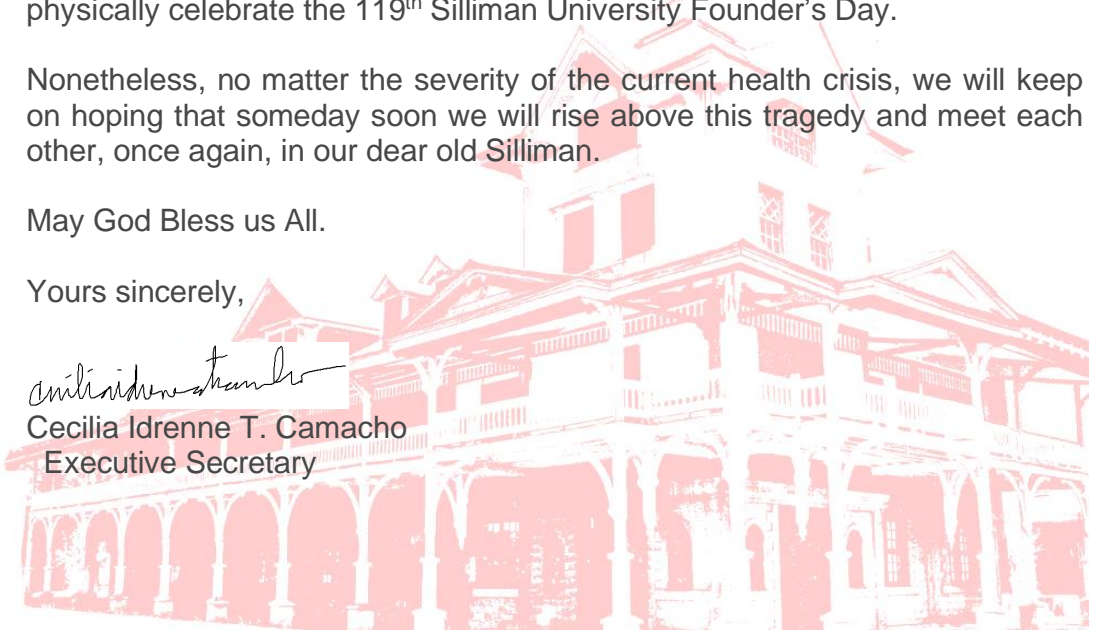 physically celebrate the 119th Silliman University Founder’s Day.
Nonetheless, no matter the severity of the current health crisis, we will keep
on hoping that someday soon we will rise above this tragedy and meet each
other, once again, in our dear old Silliman.
May God Bless us All.
Yours sincerely,
Cecilia Idrenne T. Camacho
Executive Secretary